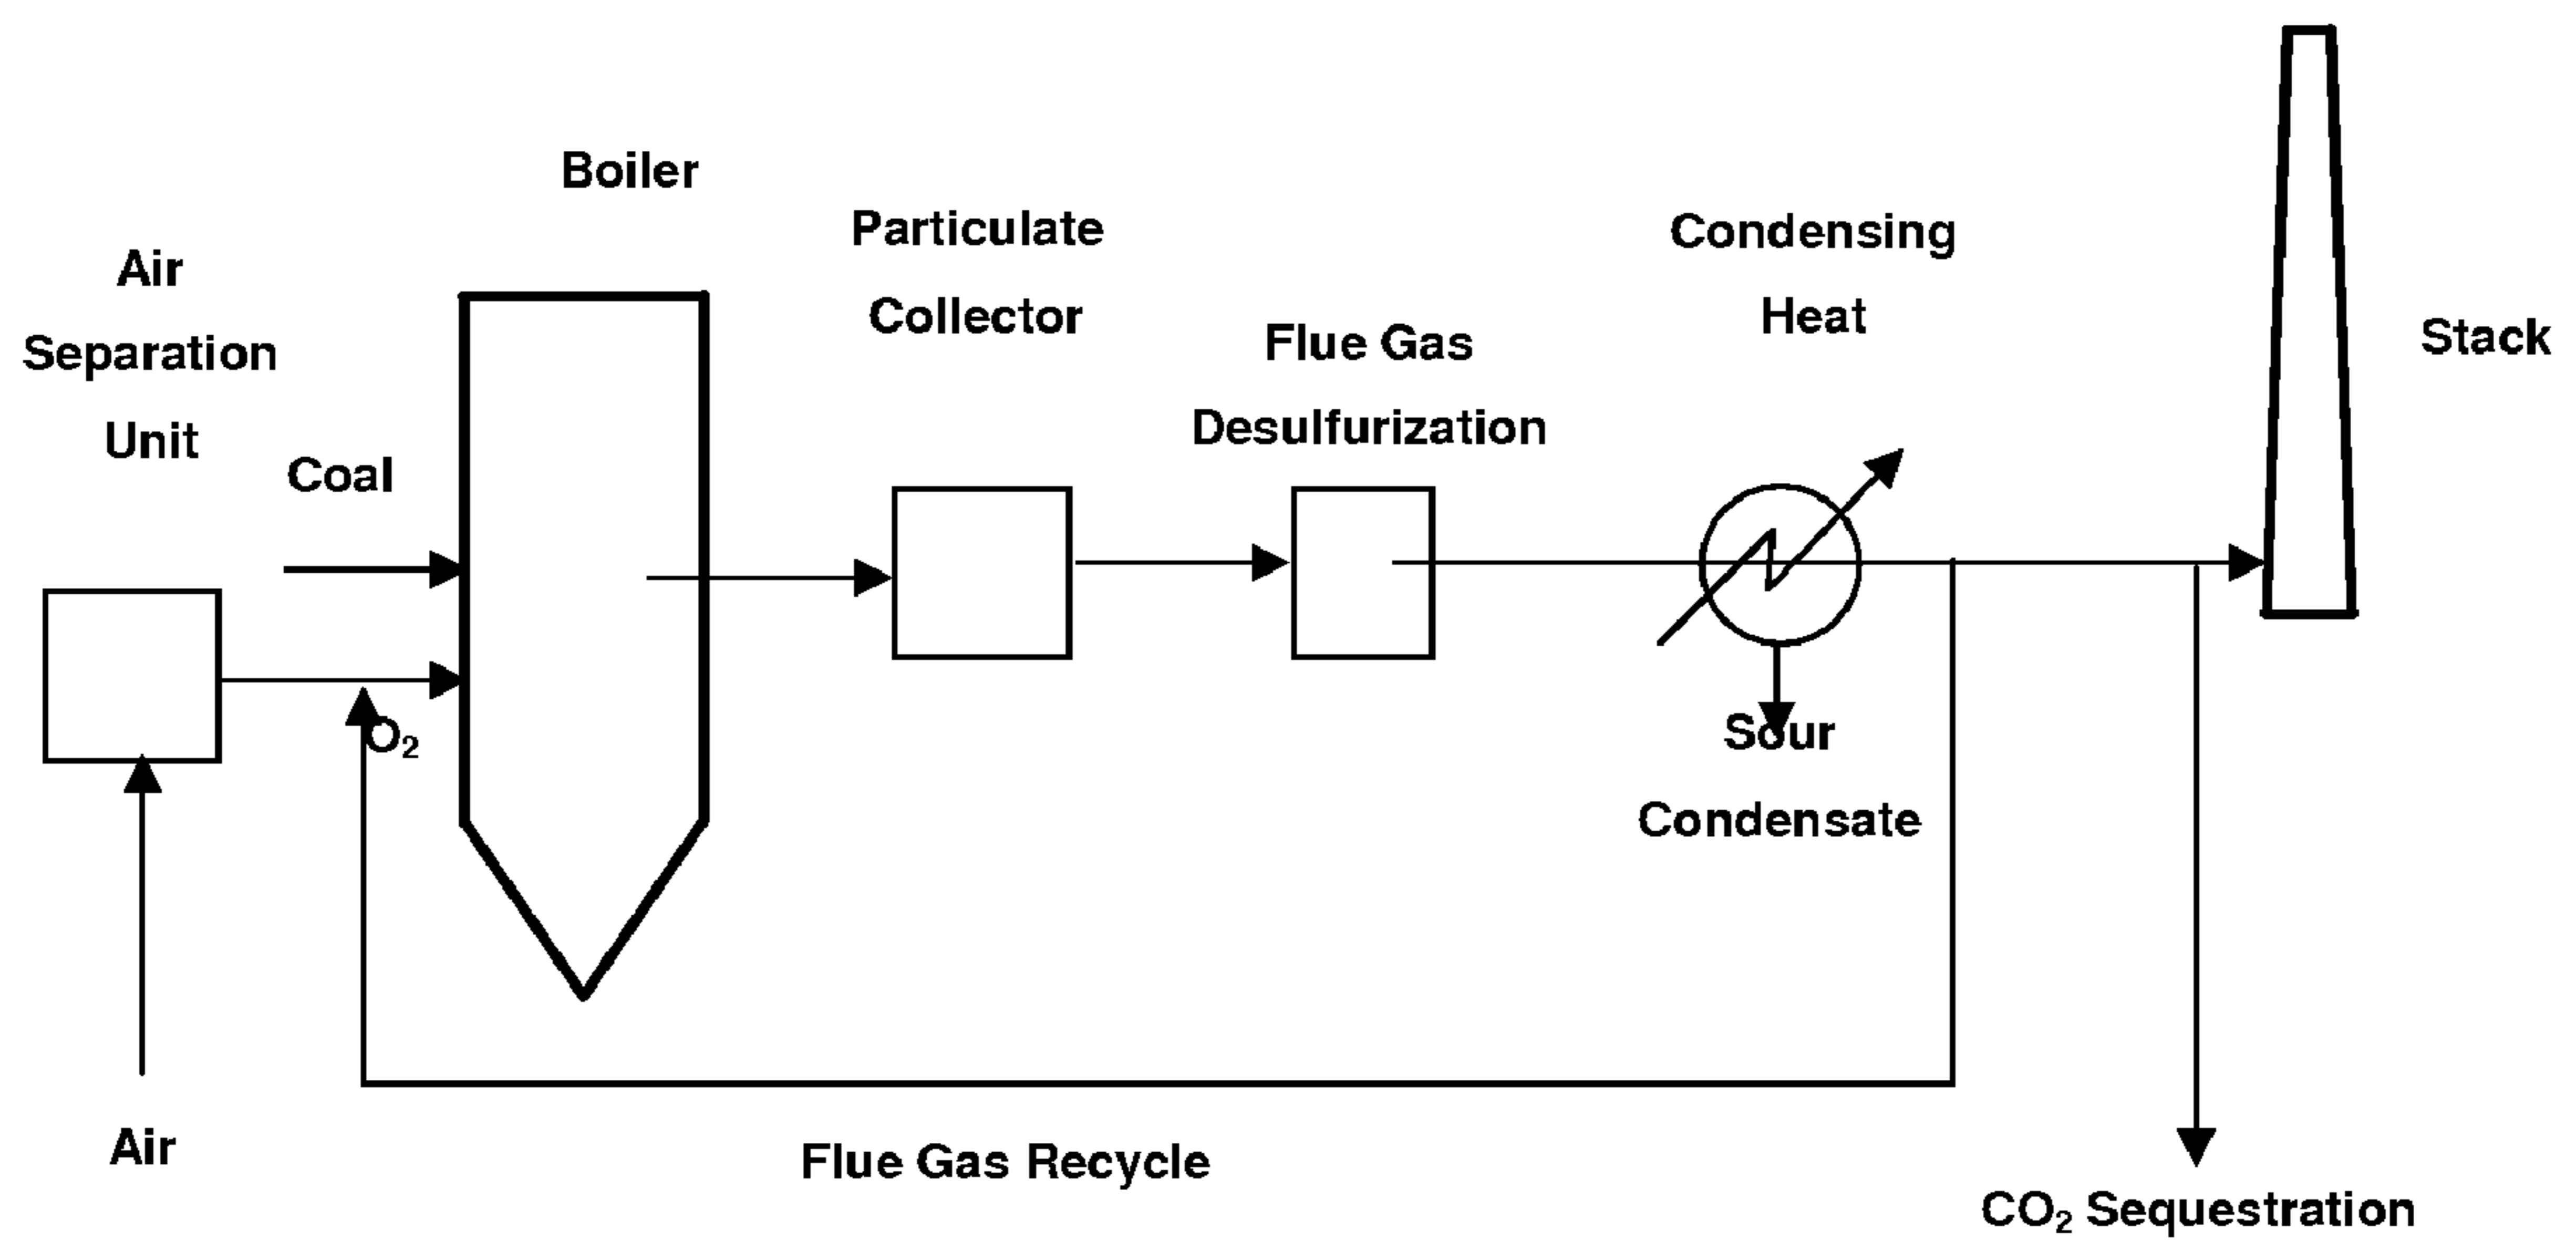 Boiler
Particulate
Collector
Air
Separation
Unit
Coal
O₂
Flue Gas
Desulfurization
Condensing
Heat
Stack
Sour
Condensate
Air
Flue Gas Recycle
CO₂ Sequestration